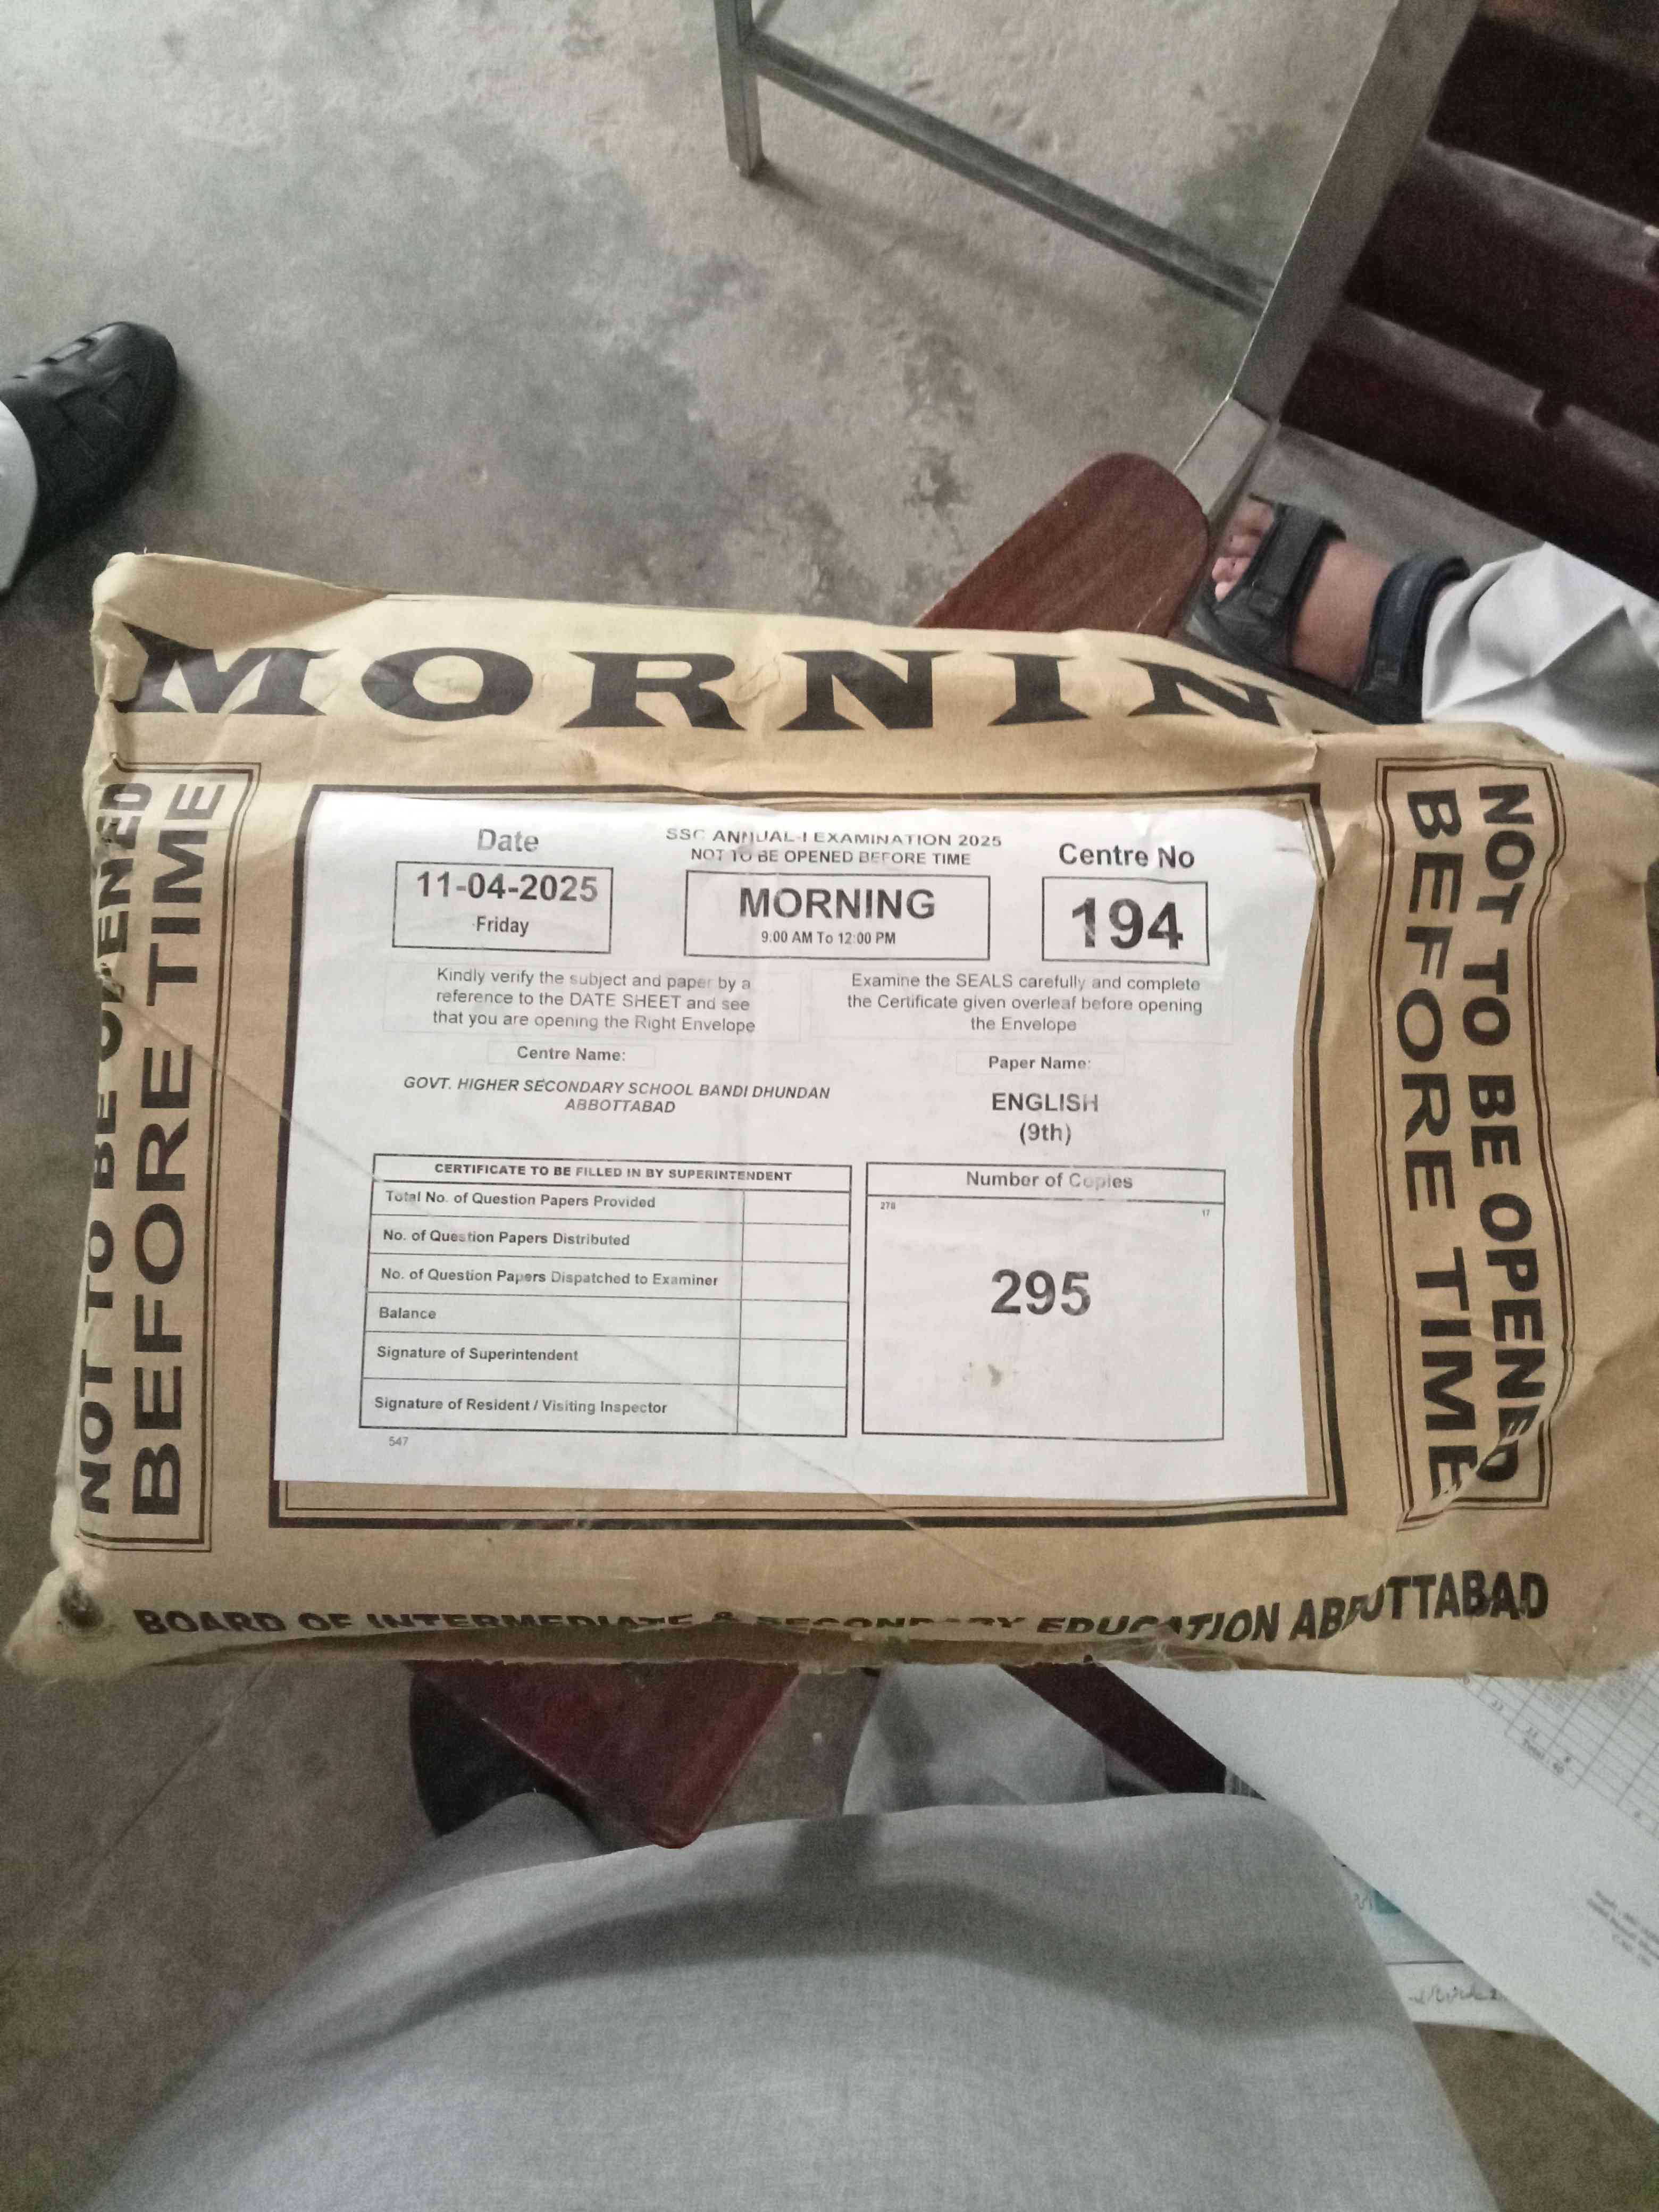 MORNIN
NOT TO BE OPENED
BEFORE TIME
NOT TO BE OPENED
BEFORE TIME
Date
11-04-2025
Friday
SSC ANNUAL-I EXAMINATION 2025
NOT TO BE OPENED BEFORE TIME
MORNING
9:00 AM To 12:00 PM
Centre No
194
Kindly verify the subject and paper by a
reference to the DATE SHEET and see
that you are opening the Right Envelope
Examine the SEALS carefully and complete
the Certificate given overleaf before opening
the Envelope
Centre Name:
GOVT. HIGHER SECONDARY SCHOOL BANDI DHUNDAN
ABBOTTABAD
Paper Name:
ENGLISH
(9th)
CERTIFICATE TO BE FILLED IN BY SUPERINTENDENT
Total No. of Question Papers Provided
No. of Question Papers Distributed
No. of Question Papers Dispatched to Examiner
Balance
Signature of Superintendent
Signature of Resident / Visiting Inspector
547
Number of Copies
278 17
295
BOARD OF INTERMEDIATE & SECONDARY EDUCATION ABBOTTABAD